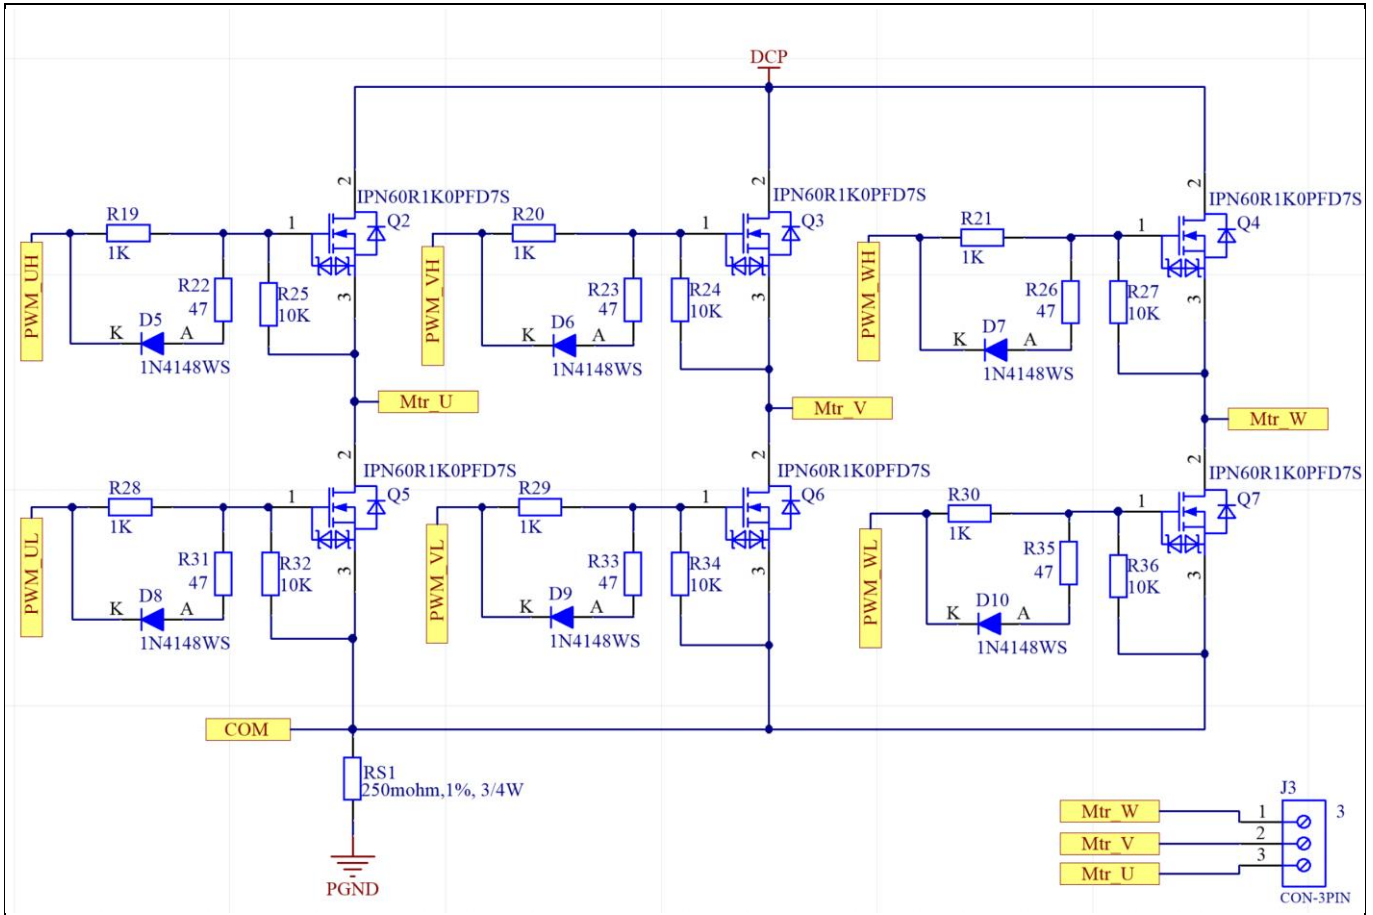 DCP
2
IPN60R1K0PFD7S
2
IPN60R1K0PFD7S
2
IPN60R1K0PFD7S
R19
1
Q2
1K
PWM_UH
R22
47
R25
10K
3
D5
K
A
1N4148WS
Mtr_U
R20
1
Q3
1K
PWM_VH
R23
47
R24
10K
3
D6
K
A
1N4148WS
Mtr_V
R21
1
Q4
1K
PWM_WH
R26
47
R27
10K
3
D7
K
A
1N4148WS
Mtr_W
2
IPN60R1K0PFD7S
2
IPN60R1K0PFD7S
2
IPN60R1K0PFD7S
R28
1
Q5
1K
PWM_UL
R31
47
R32
10K
3
D8
K
A
1N4148WS
R29
1
Q6
1K
PWM_VL
R33
47
R34
10K
3
D9
K
A
1N4148WS
R30
1
Q7
1K
PWM_WL
R35
47
R36
10K
3
D10
K
A
1N4148WS
COM
RS1
250mohm,1%, 3/4W
PGND
J3
Mtr_W
1
3
Mtr_V
2
Mtr_U
3
CON-3PIN